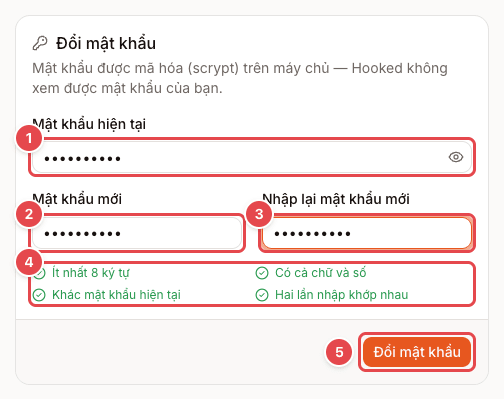 Đổi mật khẩu
Mật khẩu được mã hóa (scrypt) trên máy chủ — Hooked không
xem được mật khẩu của bạn.
Mật khẩu hiện tại
1
••••••••••
Mật khẩu mới
Nhập lại mật khẩu mới
2
••••••••••
3
••••••••••
4
Ít nhất 8 ký tự
Có cả chữ và số
Khác mật khẩu hiện tại
Hai lần nhập khớp nhau
5
Đổi mật khẩu